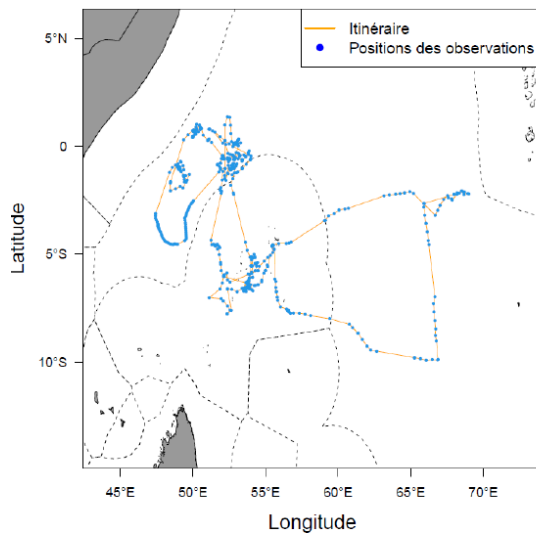 Itinéraire
Positions des observations
5°N
0
5°S
10°S
Latitude
45°E
50°E
55°E
60°E
65°E
70°E
Longitude